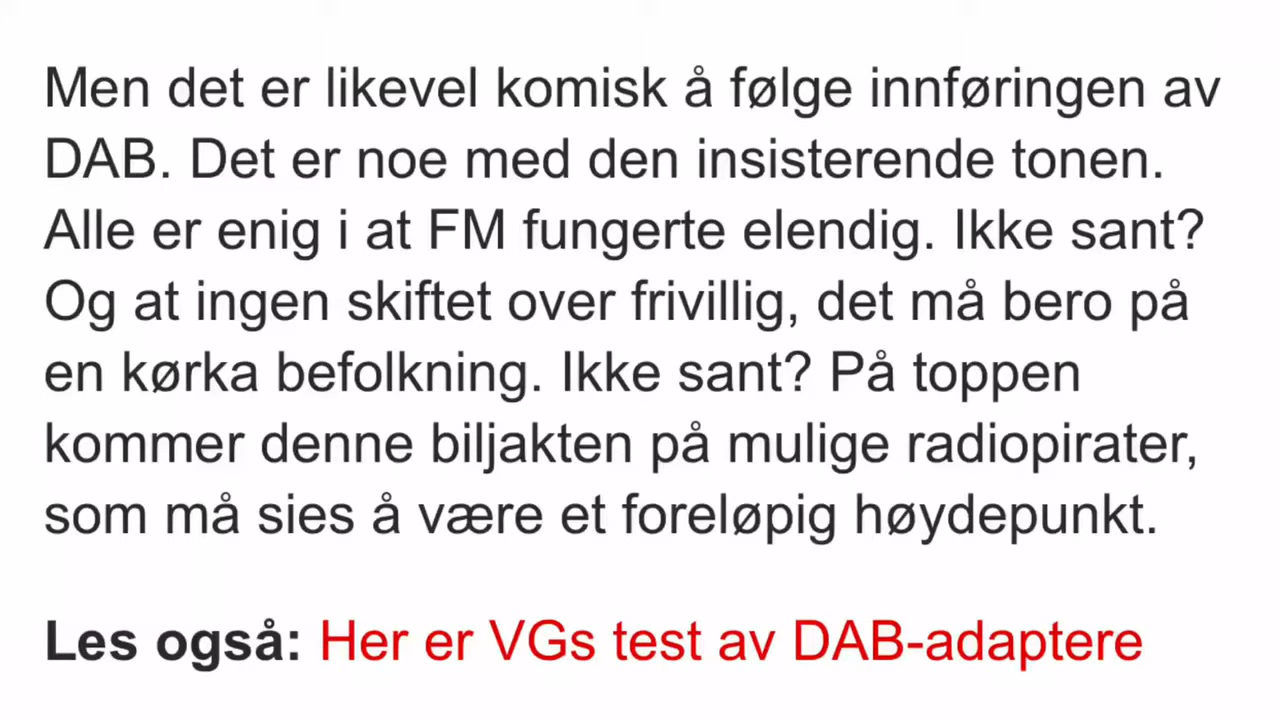 Men det er likevel komisk å følge innføringen av
DAB. Det er noe med den insisterende tonen.
Alle er enig i at FM fungerte elendig. Ikke sant?
Og at ingen skiftet over frivillig, det må bero på
en kørka befolkning. Ikke sant? På toppen
kommer denne biljakten på mulige radiopirater,
som må sies å være et foreløpig høydepunkt.
Les også: Her er VGs test av DAB-adaptere